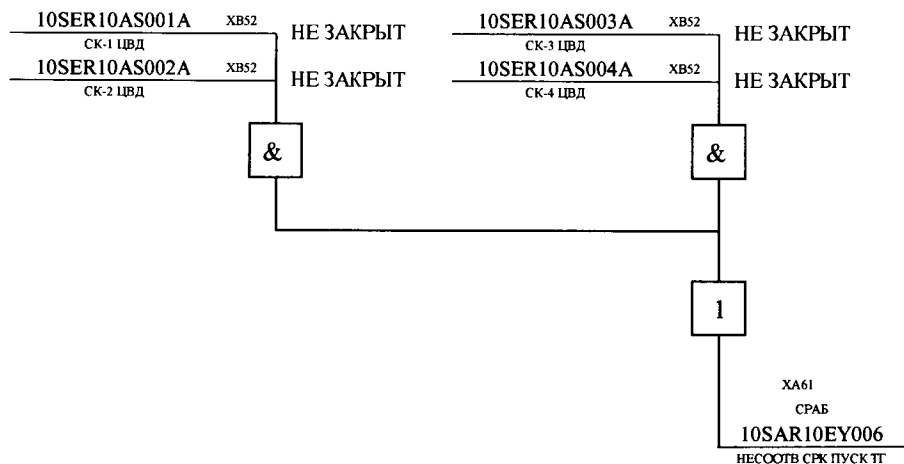 10SER10AS001A XB52 НЕ ЗАКРЫТ
СК-1 ЦВД
10SER10AS002A XB52 НЕ ЗАКРЫТ
СК-2 ЦВД
&
10SER10AS003A XB52 НЕ ЗАКРЫТ
СК-3 ЦВД
10SER10AS004A XB52 НЕ ЗАКРЫТ
СК-4 ЦВД
&
1
XA61
СРАБ
10SAR10EY006
НЕСООТВ СРК ПУСК ТГ